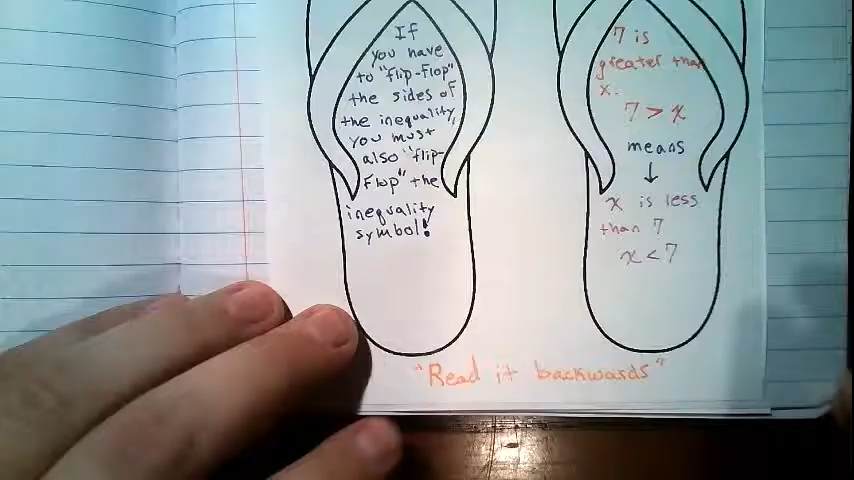 If
you have
to "flip-flop"
the sides of
the inequality,
you must
also "flip-
flop" the
inequality
symbol!
7 is
greater than
x.
7 > x
means
↓
x is less
than 7
x < 7
"Read it backwards"